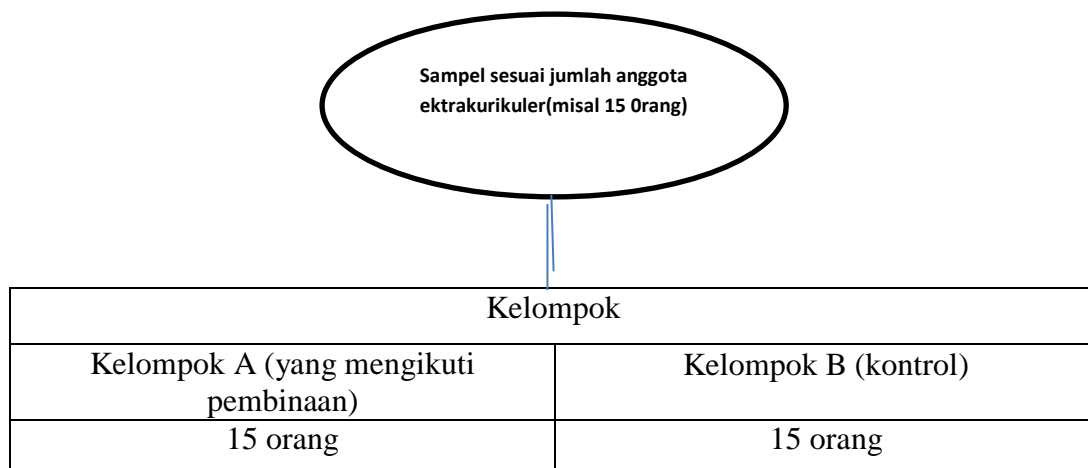 Sampel sesuai jumlah anggota
ektrakurikuler(misal 15 0rang)
Kelompok
Kelompok A (yang mengikuti
pembinaan)
Kelompok B (kontrol)
15 orang
15 orang